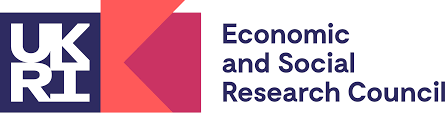 UK
RI
Economic
and Social
Research Council